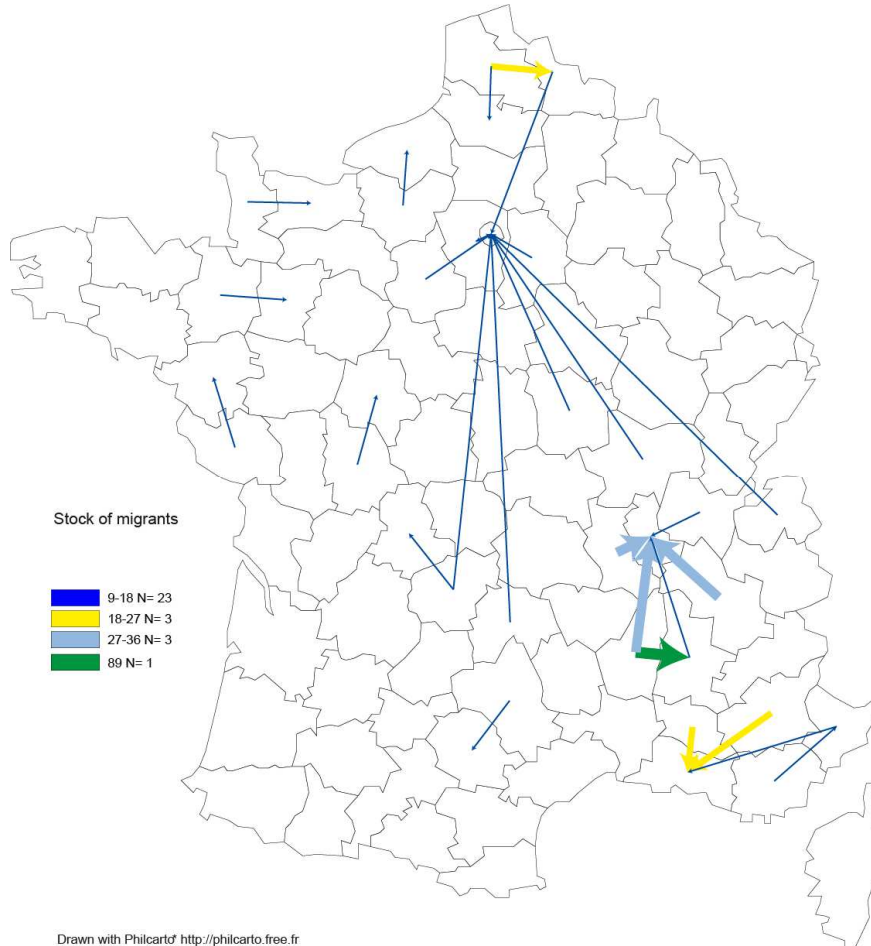 Stock of migrants
9-18 N= 23
18-27 N= 3
27-36 N= 3
89 N= 1
Drawn with Philcarto* http://philcarto.free.fr